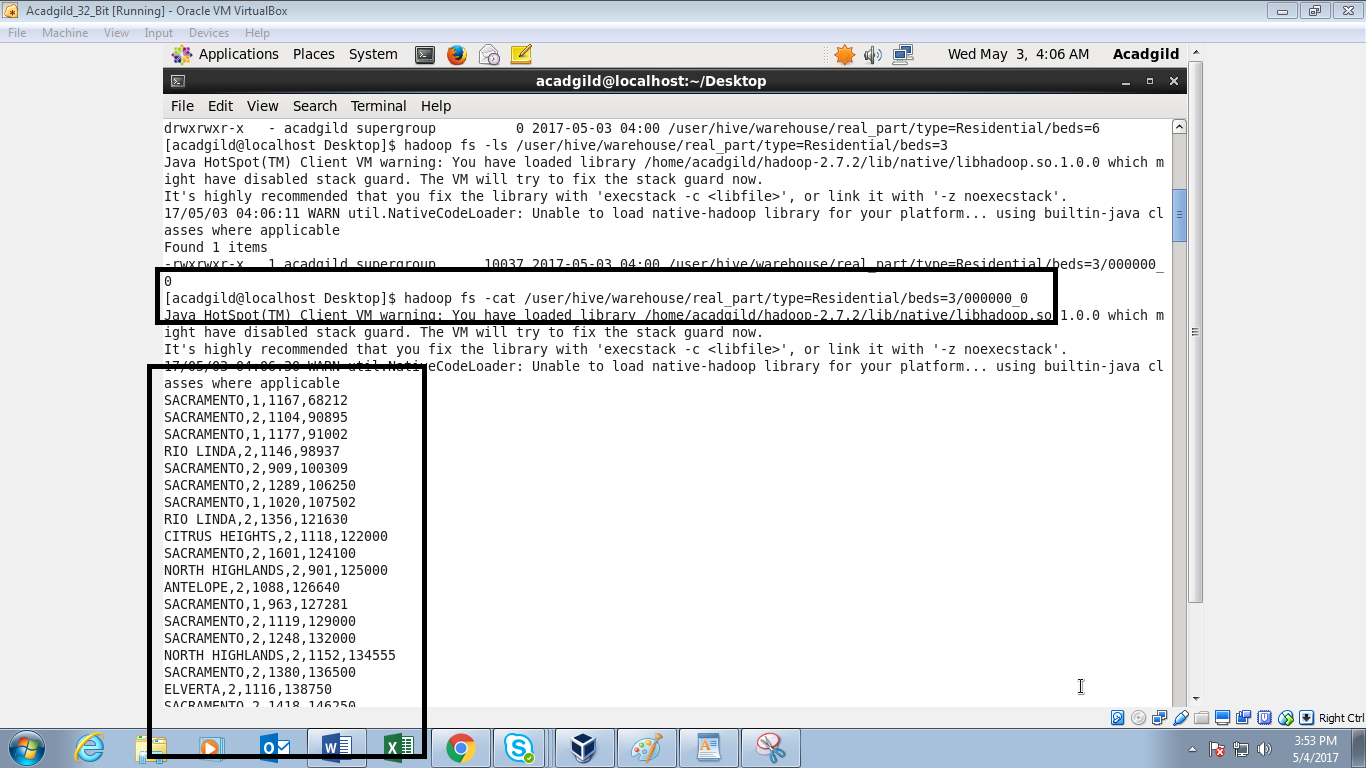 Acadgild_32_Bit [Running] - Oracle VM VirtualBox
File Machine View Input Devices Help
Applications Places System Wed May 3, 4:06 AM Acadgild
acadgild@localhost:~/Desktop
File Edit View Search Terminal Help
drwxrwxr-x - acadgild supergroup 0 2017-05-03 04:00 /user/hive/warehouse/real_part/type=Residential/beds=6
[acadgild@localhost Desktop]$ hadoop fs -ls /user/hive/warehouse/real_part/type=Residential/beds=3
Java HotSpot(TM) Client VM warning: You have loaded library /home/acadgild/hadoop-2.7.2/lib/native/libhadoop.so.1.0.0 which m
ight have disabled stack guard. The VM will try to fix the stack guard now.
It's highly recommended that you fix the library with 'execstack -c <libfile>', or link it with '-z noexecstack'.
17/05/03 04:06:11 WARN util.NativeCodeLoader: Unable to load native-hadoop library for your platform... using builtin-java cl
asses where applicable
Found 1 items
-rwxrwxr-x 1 acadgild supergroup 10037 2017-05-03 04:00 /user/hive/warehouse/real_part/type=Residential/beds=3/000000_
0
[acadgild@localhost Desktop]$ hadoop fs -cat /user/hive/warehouse/real_part/type=Residential/beds=3/000000_0
Java HotSpot(TM) Client VM warning: You have loaded library /home/acadgild/hadoop-2.7.2/lib/native/libhadoop.so.1.0.0 which m
ight have disabled stack guard. The VM will try to fix the stack guard now.
It's highly recommended that you fix the library with 'execstack -c <libfile>', or link it with '-z noexecstack'.
17/05/03 04:06:30 WARN util.NativeCodeLoader: Unable to load native-hadoop library for your platform... using builtin-java cl
asses where applicable
SACRAMENTO,1,1167,68212
SACRAMENTO,2,1104,90895
SACRAMENTO,1,1177,91002
RIO LINDA,2,1146,98937
SACRAMENTO,2,909,100309
SACRAMENTO,2,1289,106250
SACRAMENTO,1,1020,107502
RIO LINDA,2,1356,121630
CITRUS HEIGHTS,2,1118,122000
SACRAMENTO,2,1601,124100
NORTH HIGHLANDS,2,901,125000
ANTELOPE,2,1088,126640
SACRAMENTO,1,963,127281
SACRAMENTO,2,1119,129000
SACRAMENTO,2,1248,132000
NORTH HIGHLANDS,2,1152,134555
SACRAMENTO,2,1380,136500
ELVERTA,2,1116,138750
SACRAMENTO,2,1418,146250
Right Ctrl
3:53 PM
5/4/2017